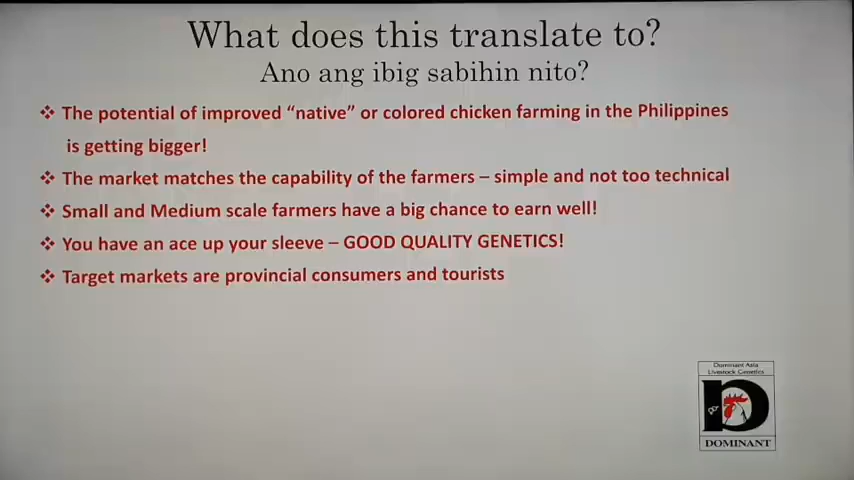 What does this translate to?
Ano ang ibig sabihin nito?
❖ The potential of improved “native” or colored chicken farming in the Philippines
is getting bigger!
❖ The market matches the capability of the farmers – simple and not too technical
❖ Small and Medium scale farmers have a big chance to earn well!
❖ You have an ace up your sleeve – GOOD QUALITY GENETICS!
❖ Target markets are provincial consumers and tourists
Dominant Asia
Livestock Genetics
DOMINANT